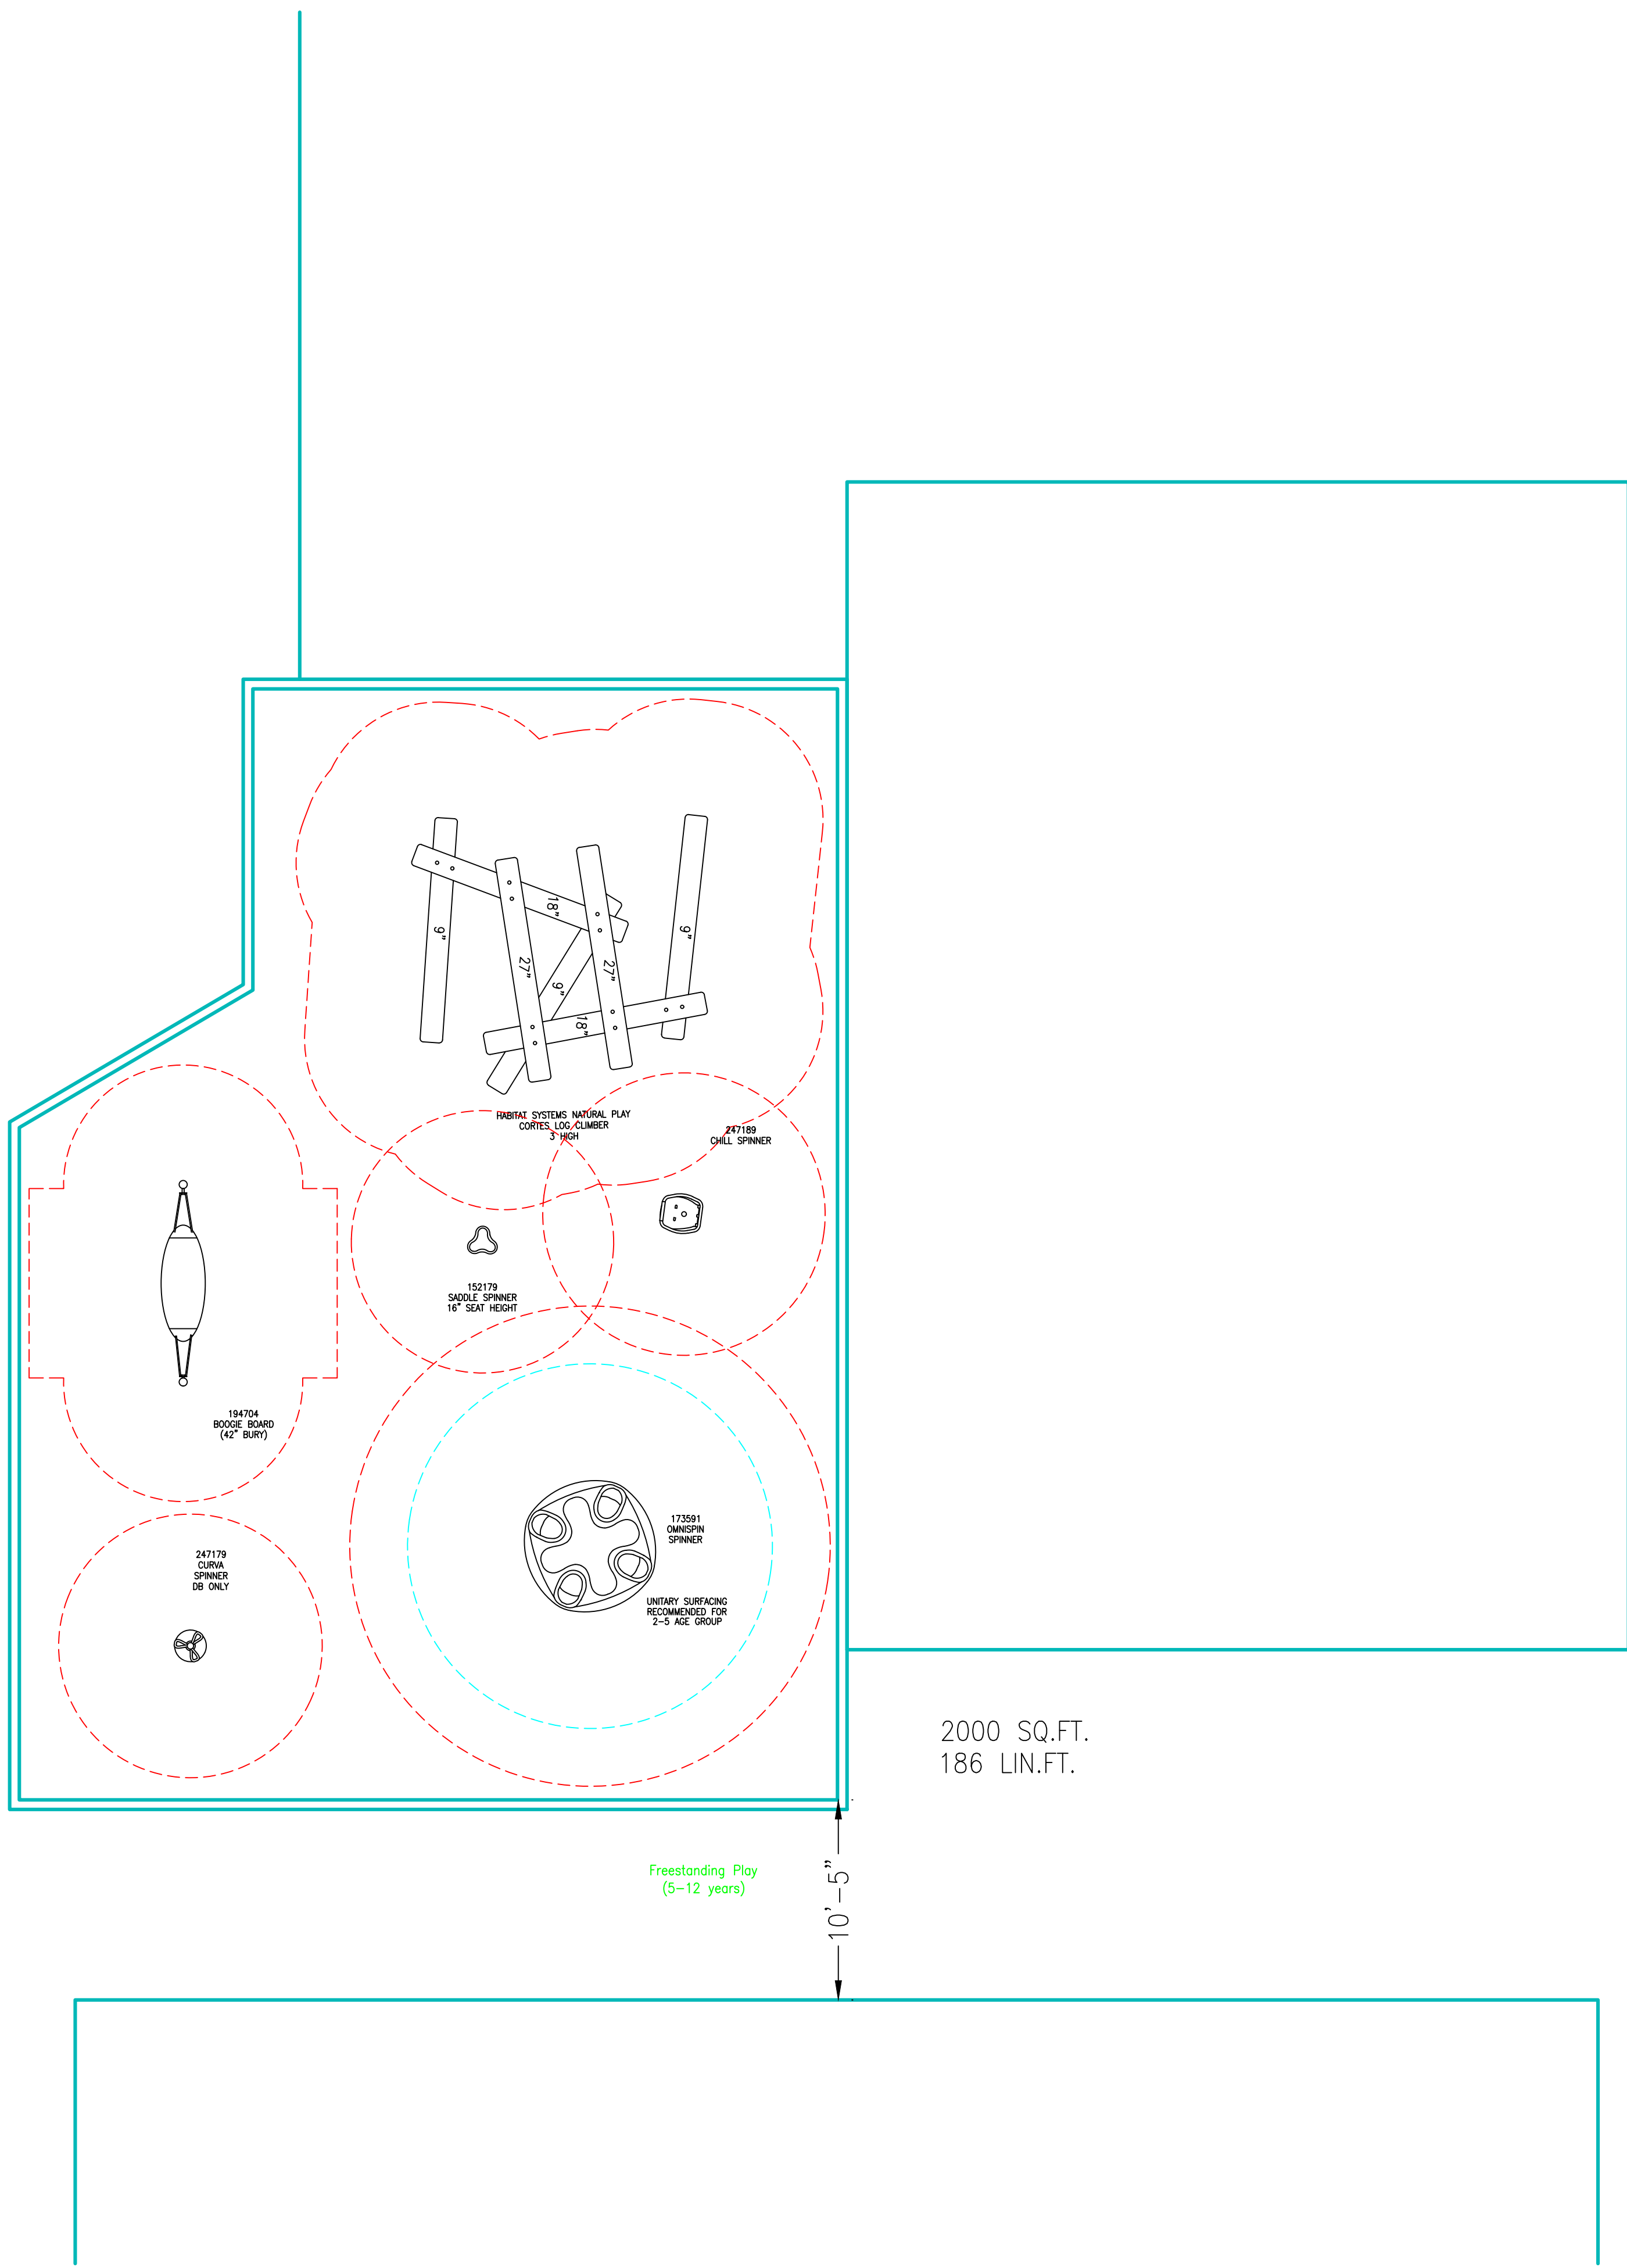 18"
9"
9"
27"
27"
9"
18"
HABITAT SYSTEMS NATURAL PLAY
CORTES LOG CLIMBER
3 HIGH
247189
CHILL SPINNER
152179
SADDLE SPINNER
16" SEAT HEIGHT
194704
BOOGIE BOARD
(42" BURY)
173591
OMNISPIN
SPINNER
247179
CURVA
SPINNER
DB ONLY
UNITARY SURFACING
RECOMMENDED FOR
2-5 AGE GROUP
2000 SQ.FT.
186 LIN.FT.
Freestanding Play
(5-12 years)
10'-5"